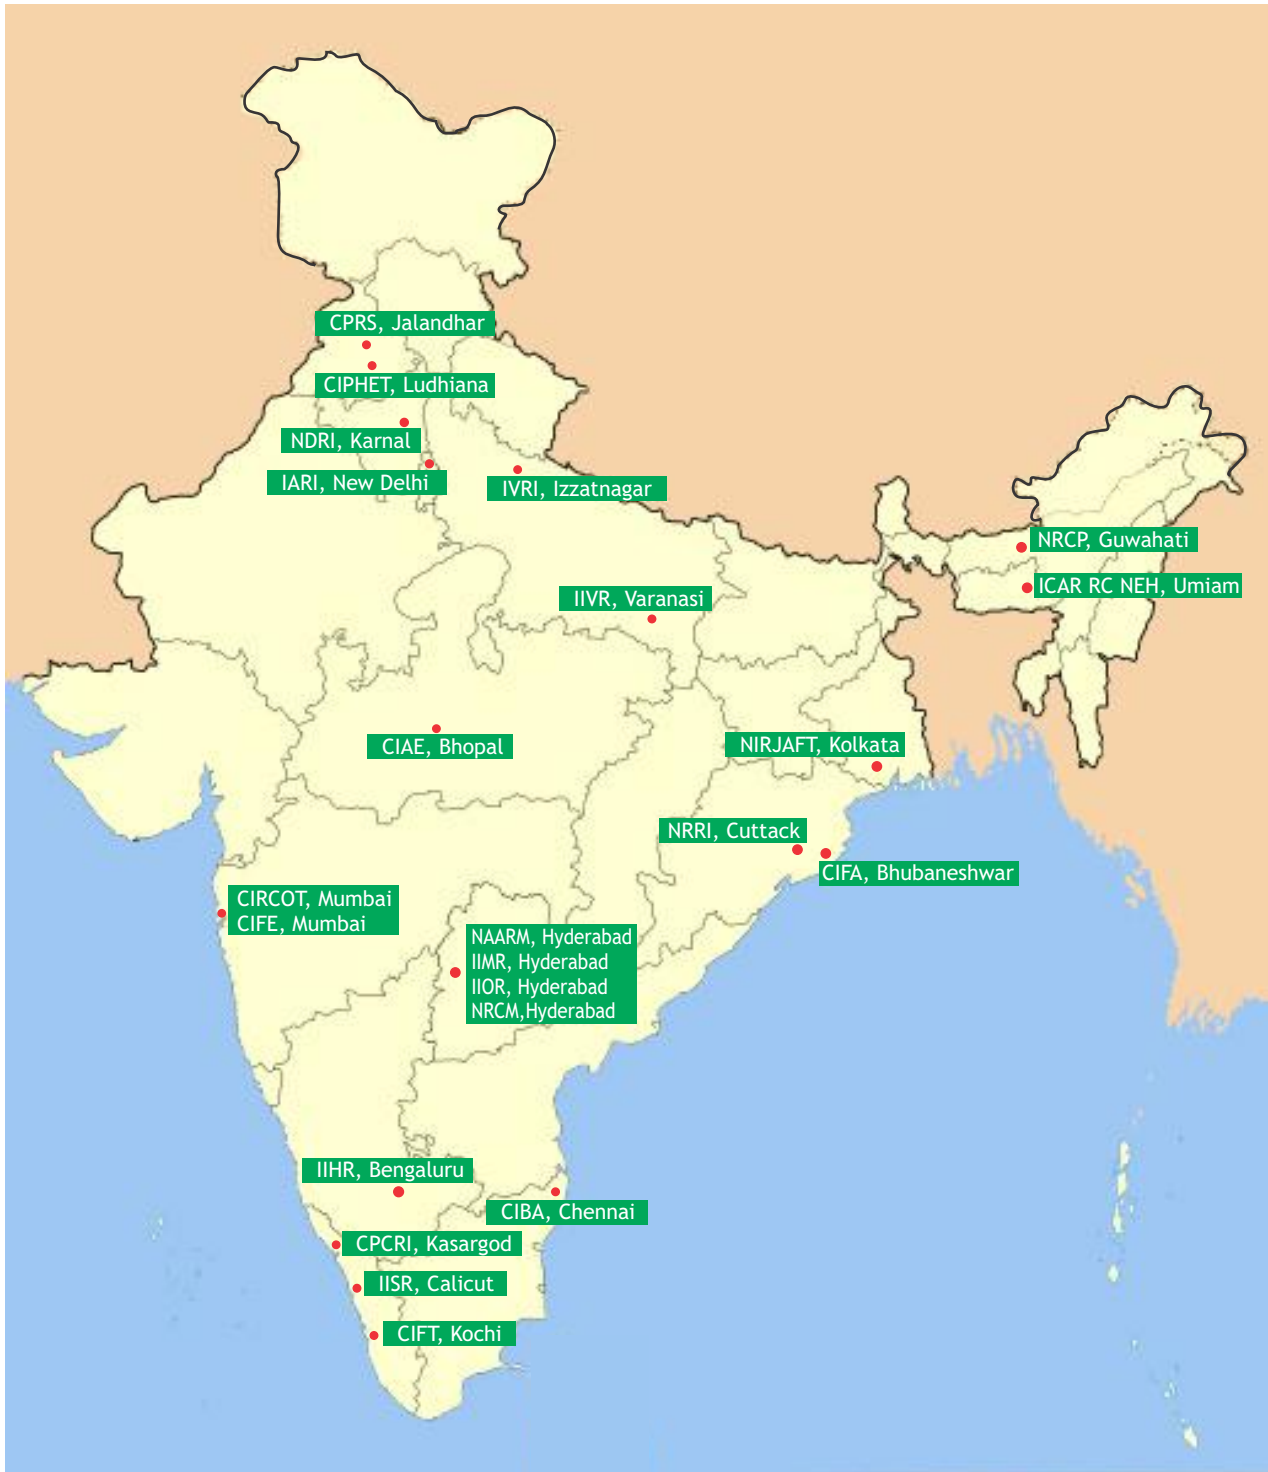 CPRS, Jalandhar
CIPHET, Ludhiana
NDRI, Karnal
IARI, New Delhi
IVRI, Izzatnagar
NRCP, Guwahati
ICAR RC NEH, Umiam
IIVR, Varanasi
CIAE, Bhopal
NIRJAFT, Kolkata
NRRI, Cuttack
CIFA, Bhubaneshwar
CIRCOT, Mumbai
CIFE, Mumbai
NAARM, Hyderabad
IIMR, Hyderabad
IIOR, Hyderabad
NRCM,Hyderabad
IIHR, Bengaluru
CIBA, Chennai
CPCRI, Kasargod
IISR, Calicut
CIFT, Kochi